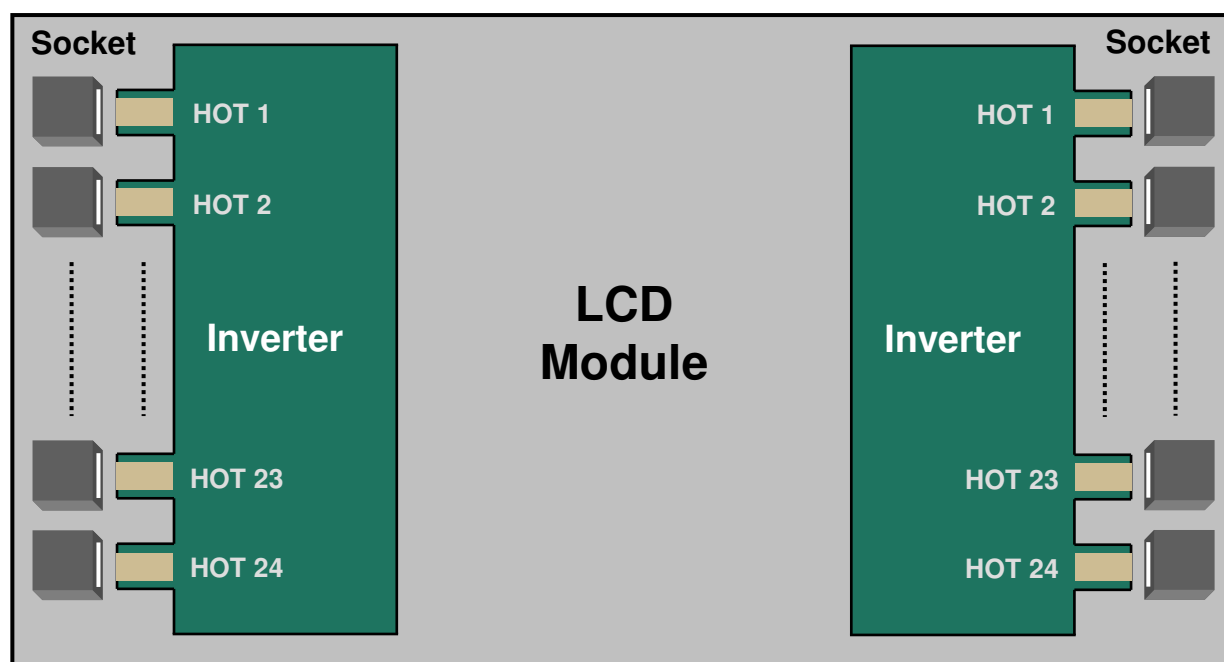 Socket
Socket
HOT 1
HOT 1
HOT 2
HOT 2
LCD
Module
Inverter
Inverter
HOT 23
HOT 23
HOT 24
HOT 24